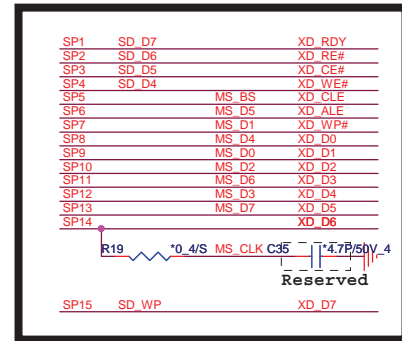 SP1 SD_D7 XD_RDY
SP2 SD_D6 XD_RE#
SP3 SD_D5 XD_CE#
SP4 SD_D4 XD_WE#
SP5 MS_BS XD_CLE
SP6 MS_D5 XD_ALE
SP7 MS_D1 XD_WP#
SP8 MS_D4 XD_D0
SP9 MS_D0 XD_D1
SP10 MS_D2 XD_D2
SP11 MS_D6 XD_D3
SP12 MS_D3 XD_D4
SP13 MS_D7 XD_D5
SP14 XD_D6
R19 *0_4/S MS_CLK C35 *4.7P/50V_4
Reserved
SP15 SD_WP XD_D7